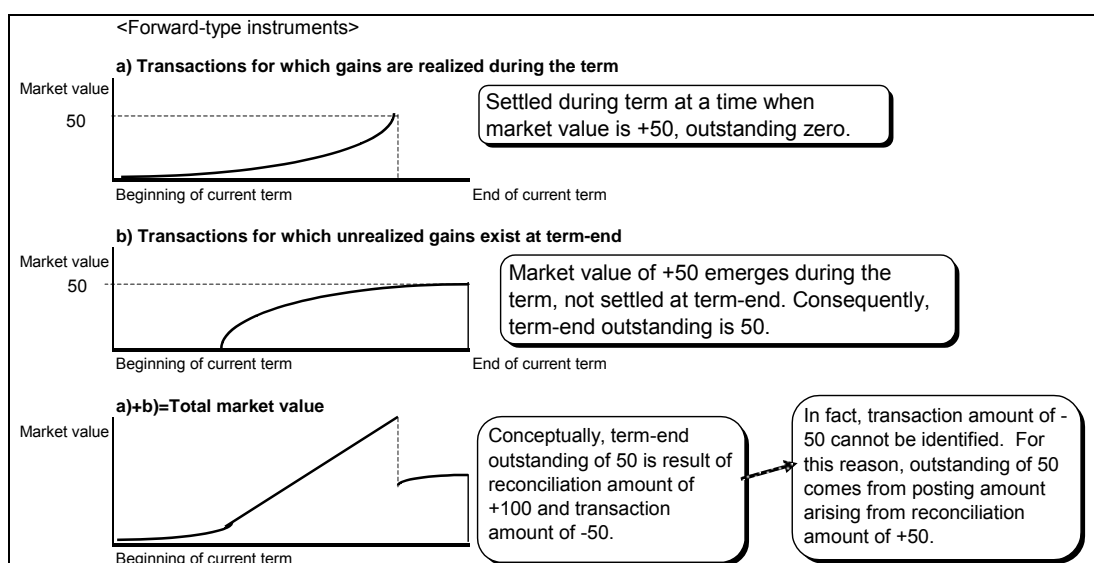 <Forward-type instruments>
a) Transactions for which gains are realized during the term
Market value
50
Settled during term at a time when
market value is +50, outstanding zero.
Beginning of current term
End of current term
b) Transactions for which unrealized gains exist at term-end
Market value
50
Market value of +50 emerges during the
term, not settled at term-end. Consequently,
term-end outstanding is 50.
Beginning of current term
End of current term
a)+b)=Total market value
Market value
Conceptually, term-end
outstanding of 50 is result of
reconciliation amount of
+100 and transaction
amount of -50.
In fact, transaction amount of -
50 cannot be identified. For
this reason, outstanding of 50
comes from posting amount
arising from reconciliation
amount of +50.
Beginning of current term